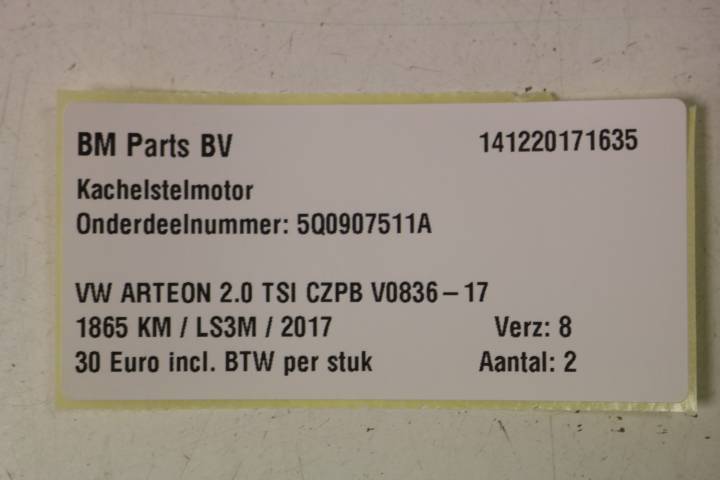 BM Parts BV 141220171635
Kachelstelmotor
Onderdeelnummer: 5Q0907511A
VW ARTEON 2.0 TSI CZPB V0836 – 17
1865 KM / LS3M / 2017 Verz: 8
30 Euro incl. BTW per stuk Aantal: 2